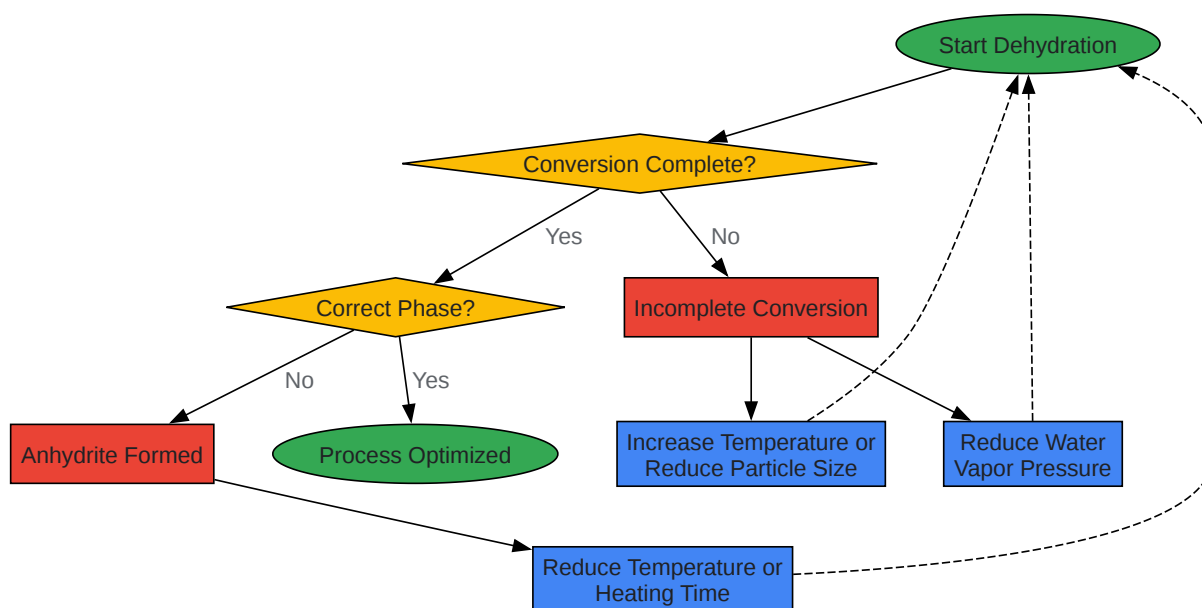 Start Dehydration
Conversion Complete?
Yes
No
Correct Phase?
Incomplete Conversion
No
Yes
Anhydrite Formed
Process Optimized
Increase Temperature or
Reduce Particle Size
Reduce Water
Vapor Pressure
Reduce Temperature or
Heating Time